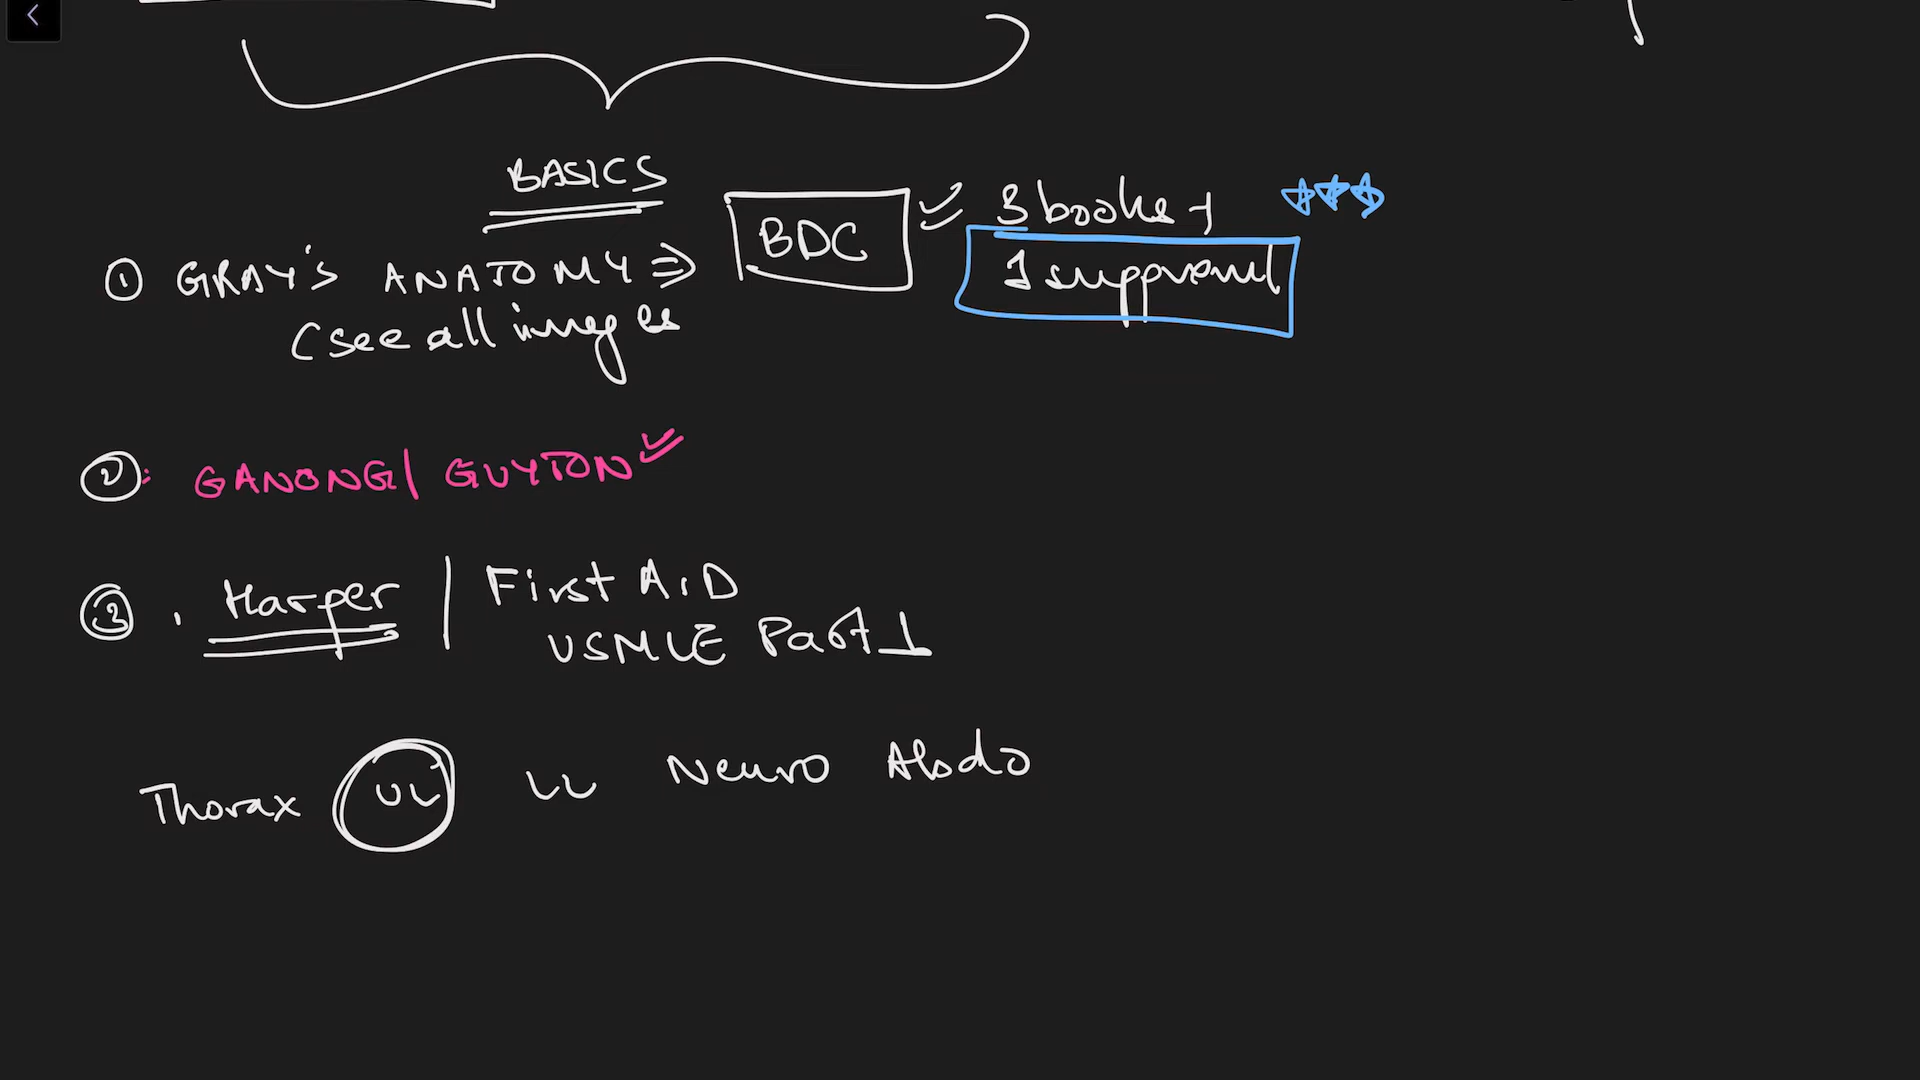 BASICS
① GRAY'S ANATOMY ⇒ BDC 3 books +
(see all images
1
② : GANONG/ GUYTON
③ . Harper | First AID
USMLE Part 1
Thorax UL LL Neuro Abdo